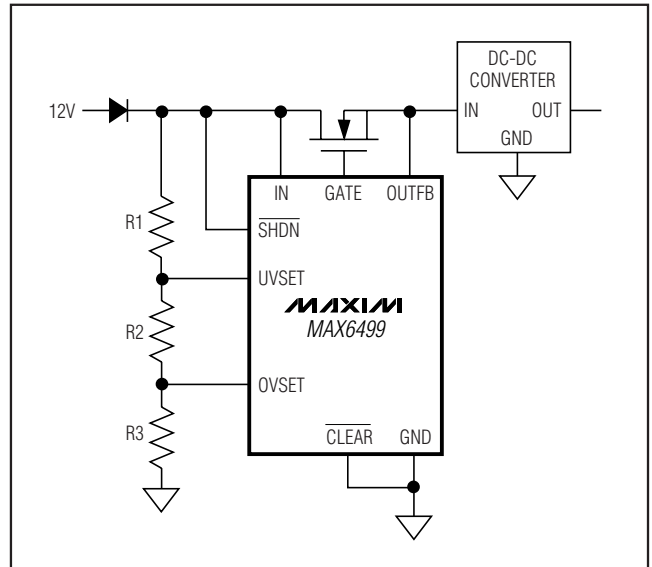 DC-DC
CONVERTER
12V
IN
OUT
GND
IN
GATE
OUTFB
R1
SHDN
UVSET
MAXIM
MAX6499
R2
OVSET
R3
CLEAR
GND